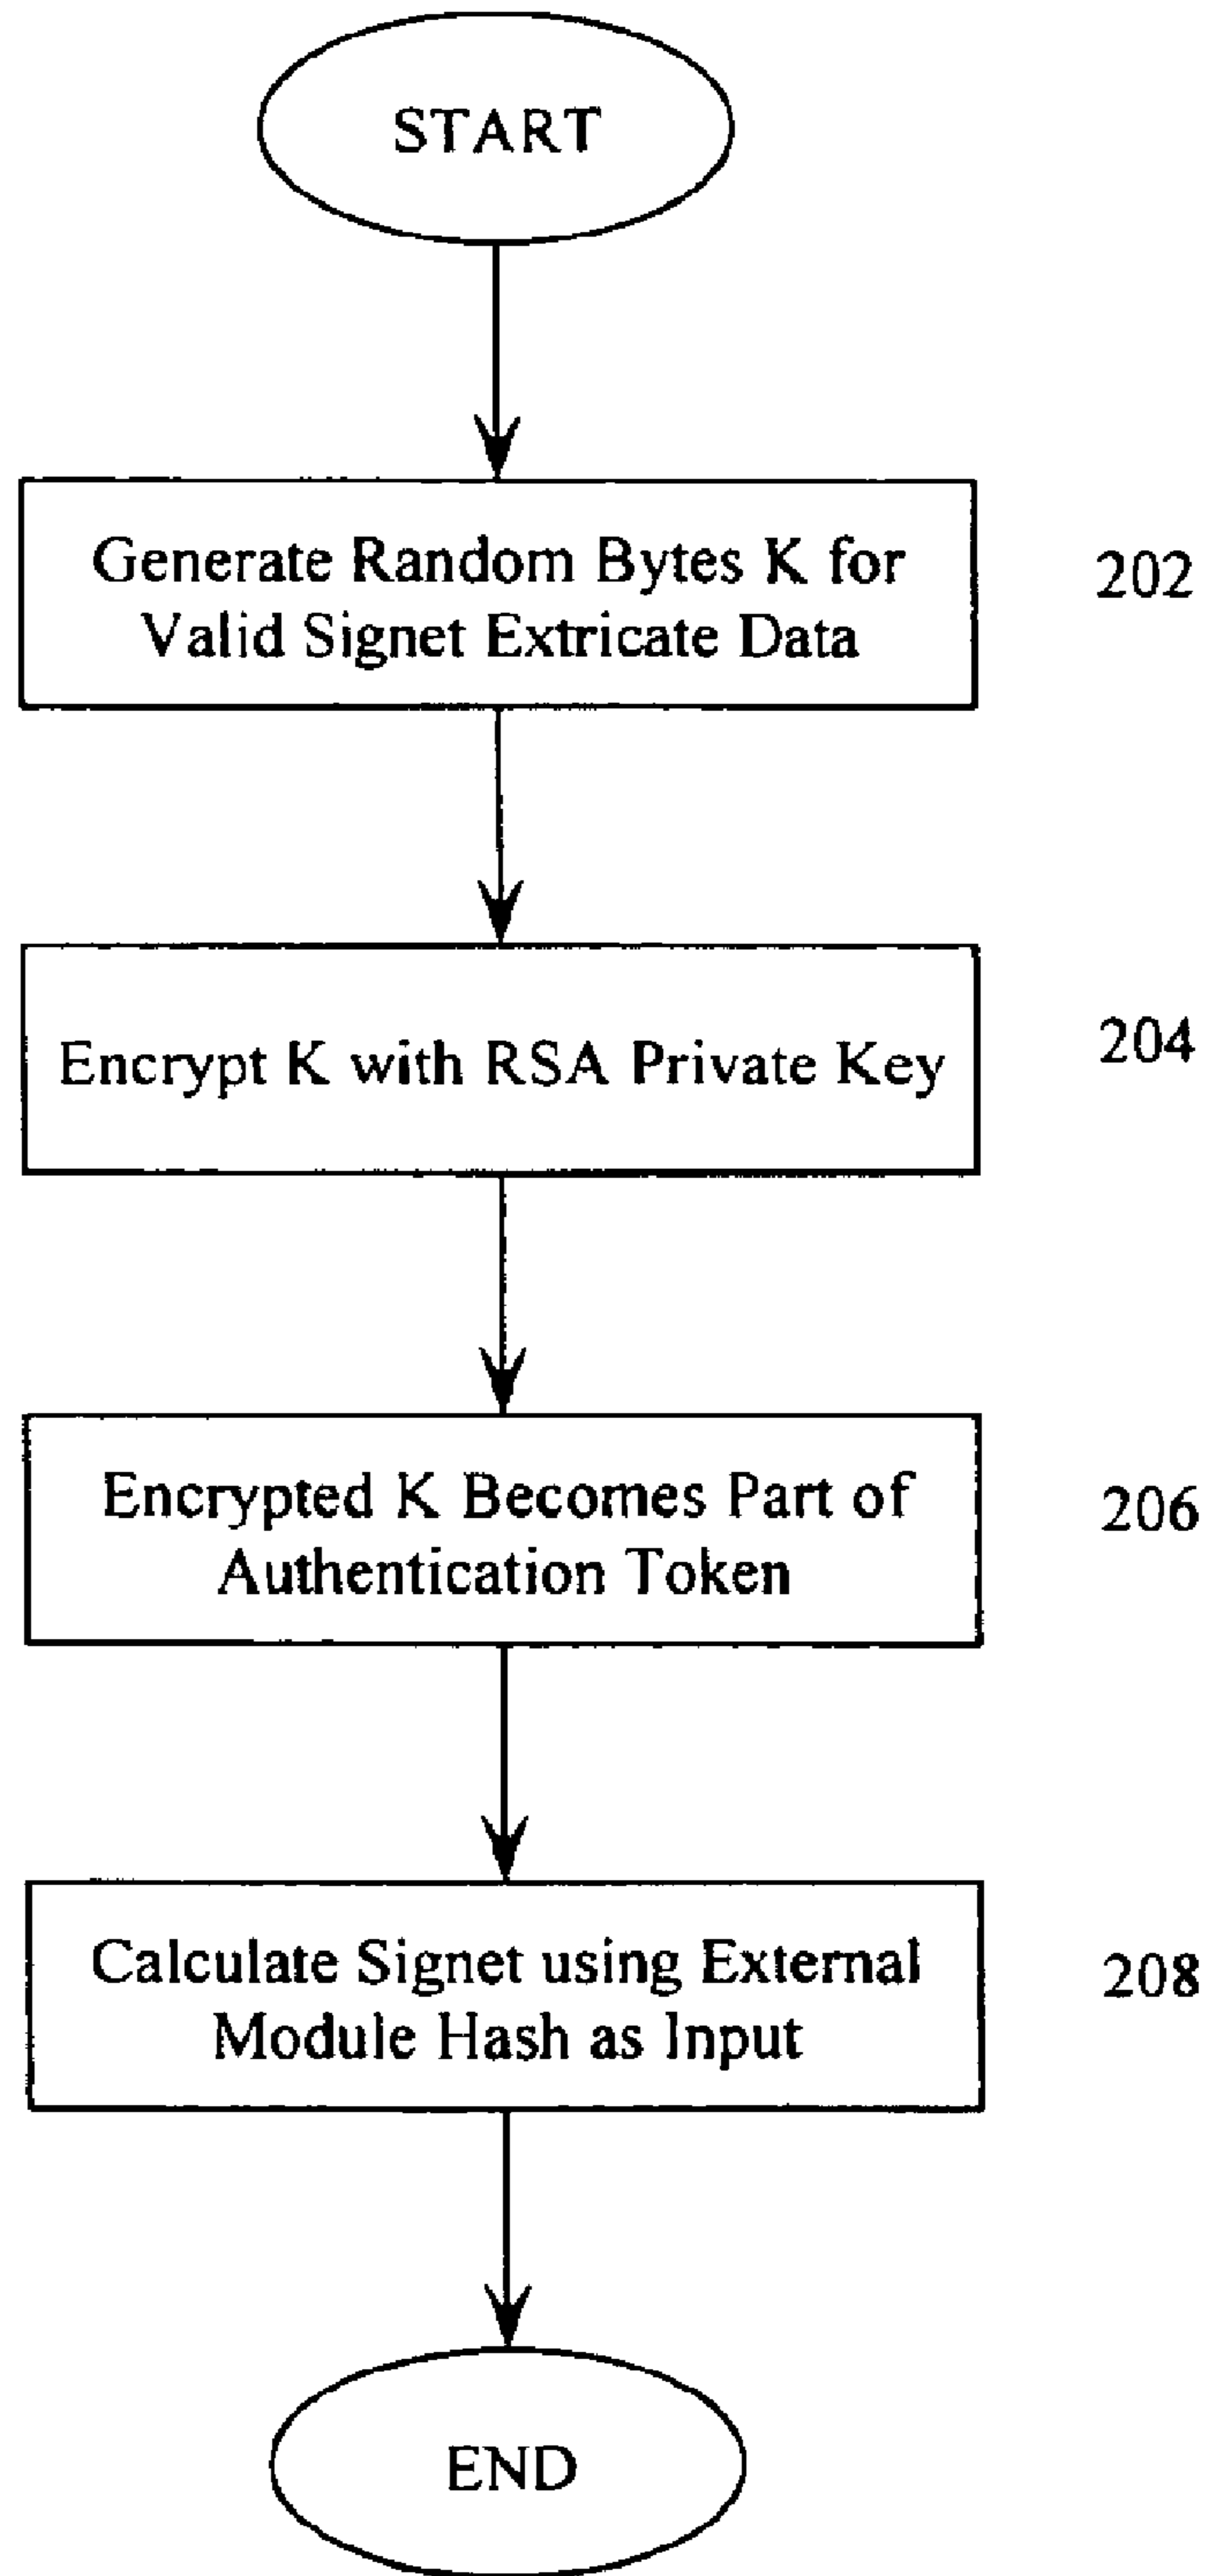 START
Generate Random Bytes K for
Valid Signet Extricate Data
202
Encrypt K with RSA Private Key
204
Encrypted K Becomes Part of
Authentication Token
206
Calculate Signet using External
Module Hash as Input
208
END